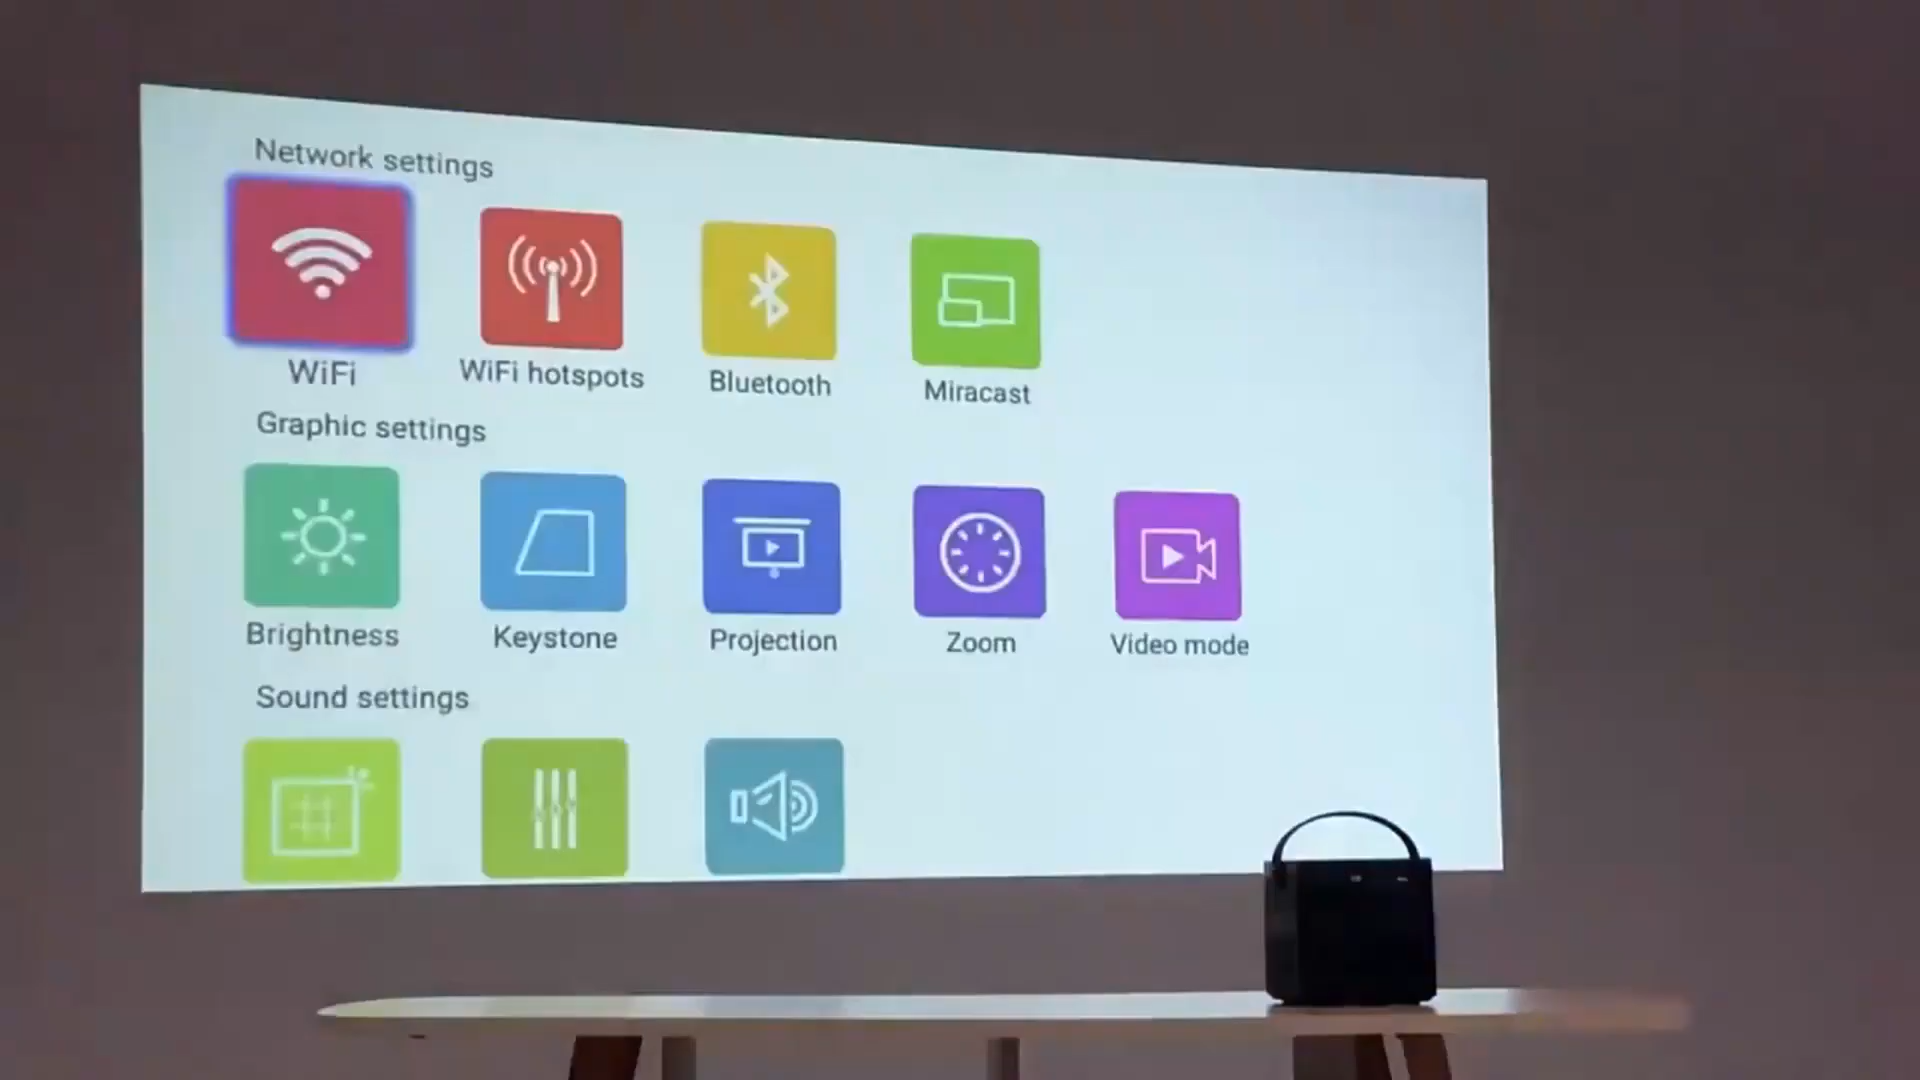 Network settings
WiFi
WiFi hotspots
Bluetooth
Miracast
Graphic settings
Brightness
Keystone
Projection
Zoom
Video mode
Sound settings